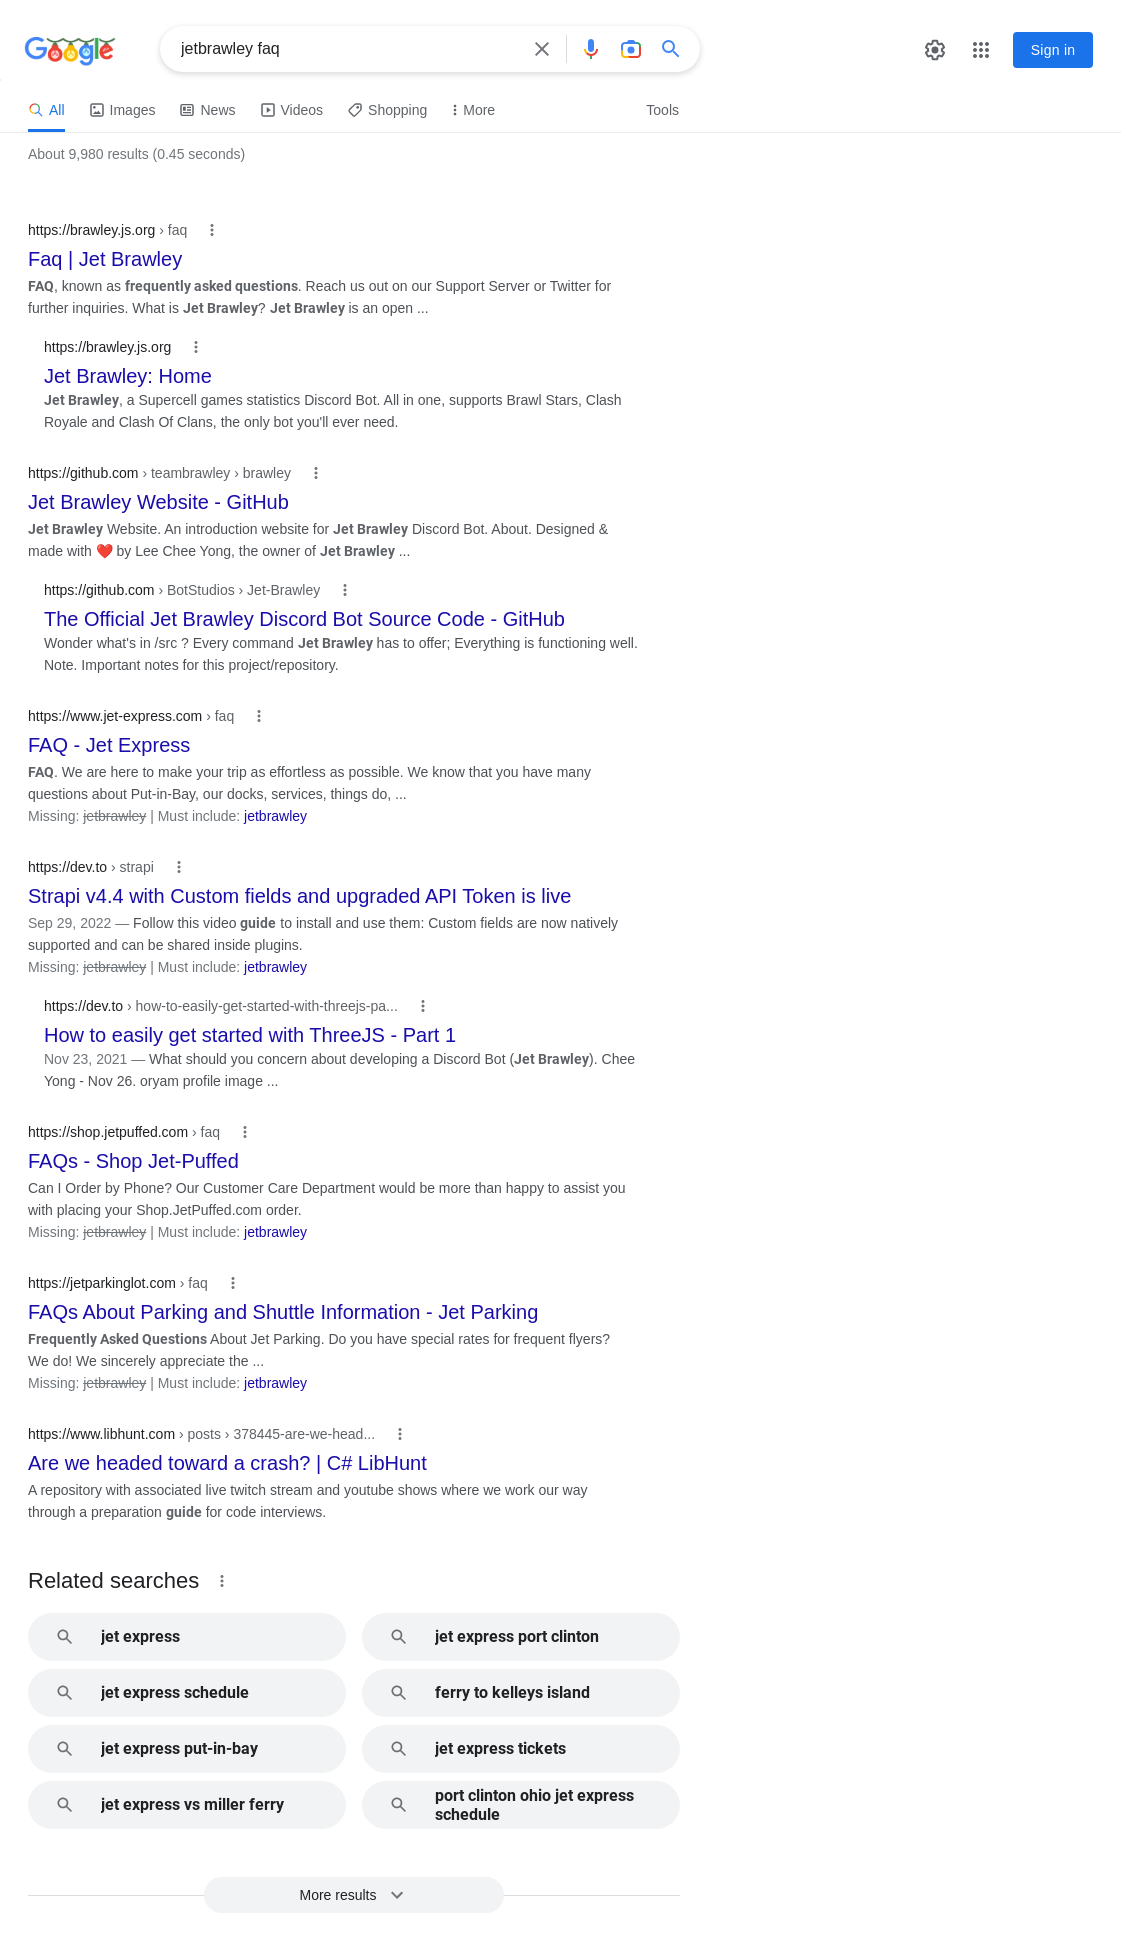 Google
jetbrawley faq
Sign in
All
Images
News
Videos
Shopping
More
Tools
About 9,980 results (0.45 seconds)
https://brawley.js.org › faq
Faq | Jet Brawley
FAQ, known as frequently asked questions. Reach us out on our Support Server or Twitter for
further inquiries. What is Jet Brawley? Jet Brawley is an open ...
https://brawley.js.org
Jet Brawley: Home
Jet Brawley, a Supercell games statistics Discord Bot. All in one, supports Brawl Stars, Clash
Royale and Clash Of Clans, the only bot you'll ever need.
https://github.com › teambrawley › brawley
Jet Brawley Website - GitHub
Jet Brawley Website. An introduction website for Jet Brawley Discord Bot. About. Designed &
made with ❤️ by Lee Chee Yong, the owner of Jet Brawley ...
https://github.com › BotStudios › Jet-Brawley
The Official Jet Brawley Discord Bot Source Code - GitHub
Wonder what's in /src ? Every command Jet Brawley has to offer; Everything is functioning well.
Note. Important notes for this project/repository.
https://www.jet-express.com › faq
FAQ - Jet Express
FAQ. We are here to make your trip as effortless as possible. We know that you have many
questions about Put-in-Bay, our docks, services, things do, ...
Missing: jetbrawley | Must include: jetbrawley
https://dev.to › strapi
Strapi v4.4 with Custom fields and upgraded API Token is live
Sep 29, 2022 — Follow this video guide to install and use them: Custom fields are now natively
supported and can be shared inside plugins.
Missing: jetbrawley | Must include: jetbrawley
https://dev.to › how-to-easily-get-started-with-threejs-pa...
How to easily get started with ThreeJS - Part 1
Nov 23, 2021 — What should you concern about developing a Discord Bot (Jet Brawley). Chee
Yong - Nov 26. oryam profile image ...
https://shop.jetpuffed.com › faq
FAQs - Shop Jet-Puffed
Can I Order by Phone? Our Customer Care Department would be more than happy to assist you
with placing your Shop.JetPuffed.com order.
Missing: jetbrawley | Must include: jetbrawley
https://jetparkinglot.com › faq
FAQs About Parking and Shuttle Information - Jet Parking
Frequently Asked Questions About Jet Parking. Do you have special rates for frequent flyers?
We do! We sincerely appreciate the ...
Missing: jetbrawley | Must include: jetbrawley
https://www.libhunt.com › posts › 378445-are-we-head...
Are we headed toward a crash? | C# LibHunt
A repository with associated live twitch stream and youtube shows where we work our way
through a preparation guide for code interviews.
Related searches
jet express
jet express port clinton
jet express schedule
ferry to kelleys island
jet express put-in-bay
jet express tickets
jet express vs miller ferry
port clinton ohio jet express
schedule
More results